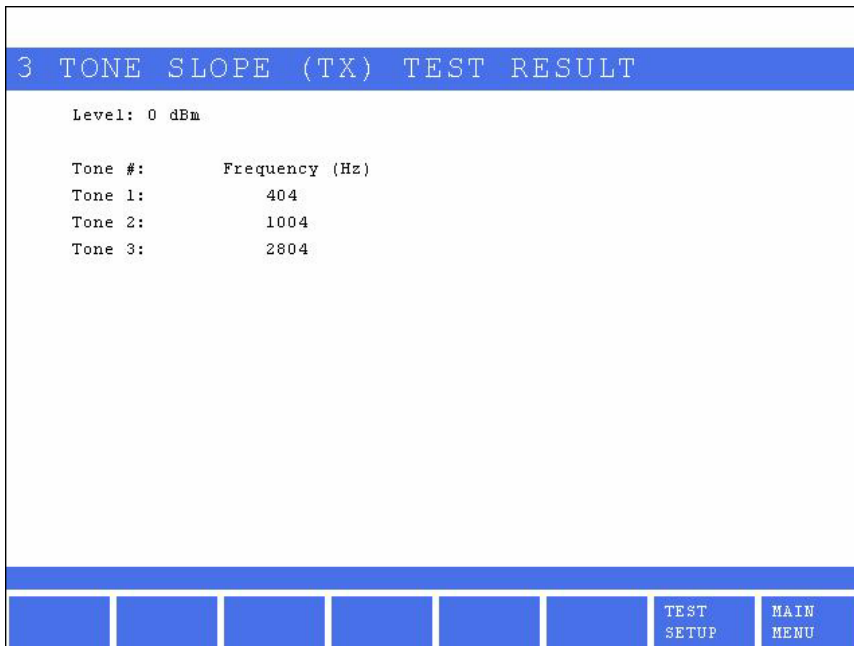 3 TONE SLOPE (TX) TEST RESULT
Level: 0 dBm
Tone #: Frequency (Hz)
Tone 1: 404
Tone 2: 1004
Tone 3: 2804
TEST SETUP
MAIN MENU